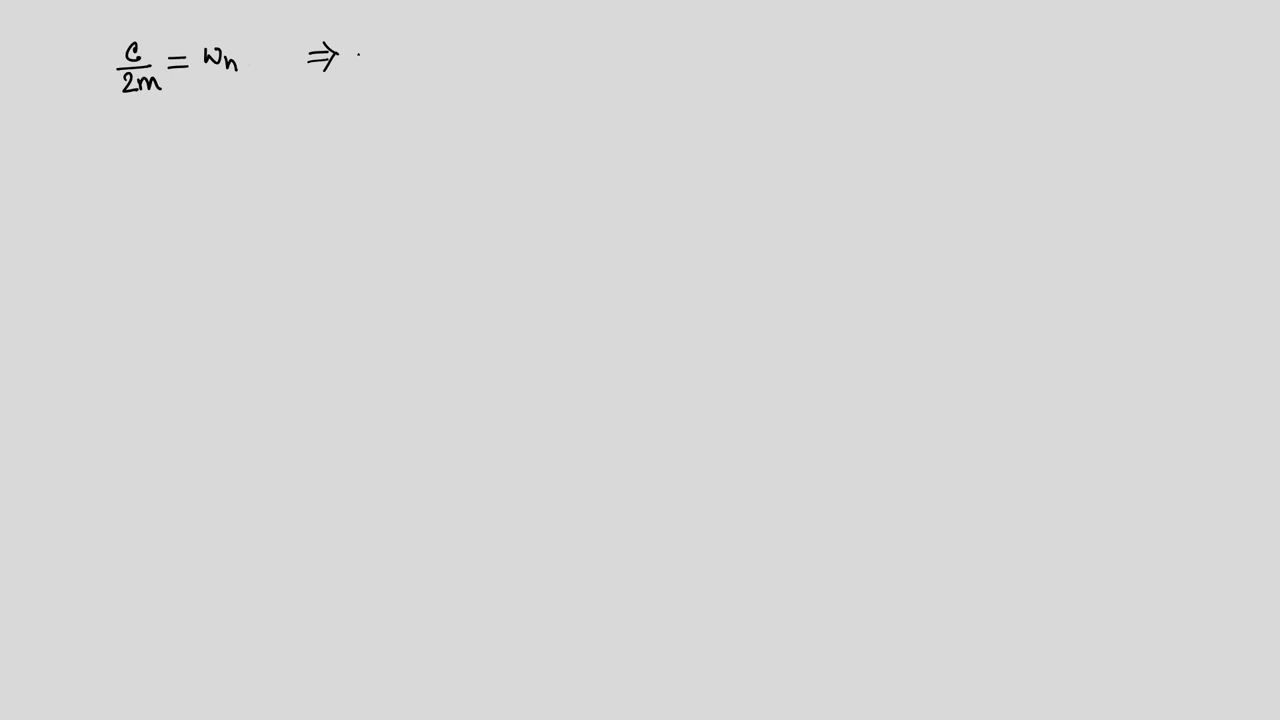 c/2m = ωn ⇒